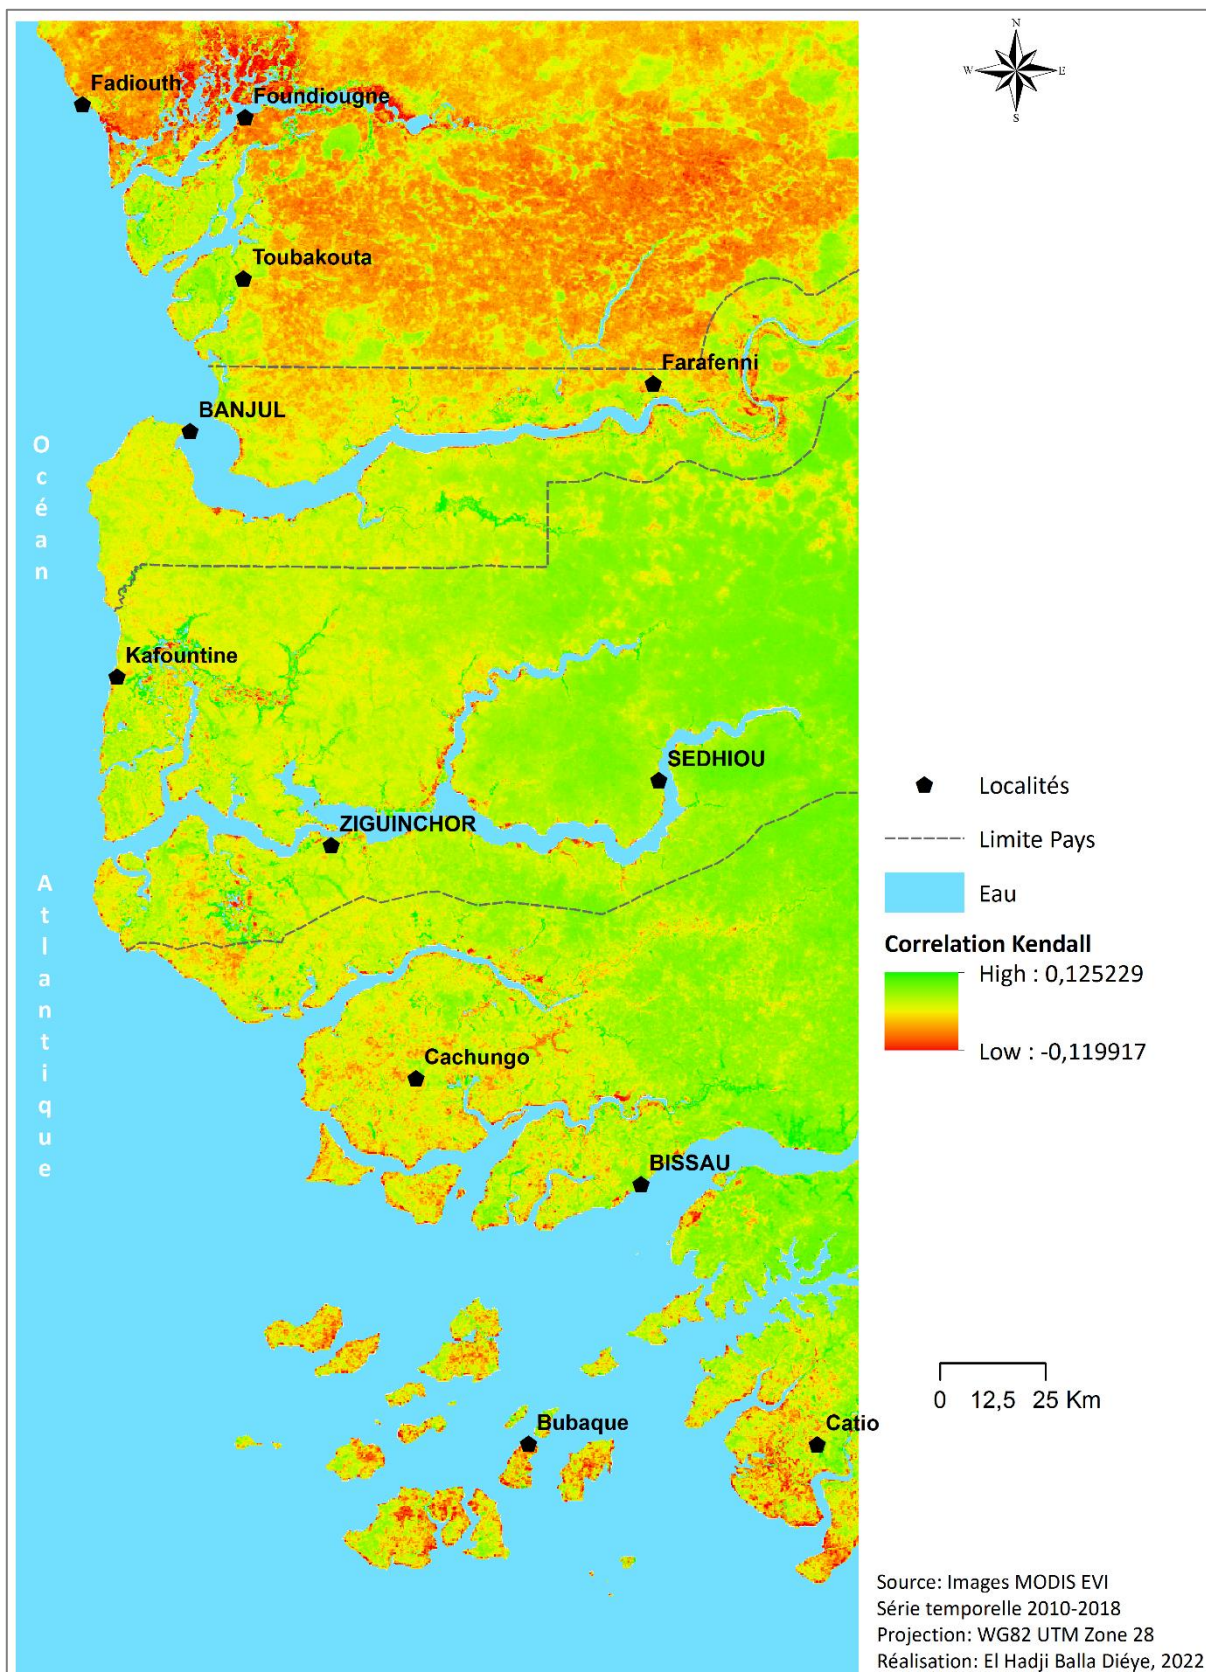 N
W
E
S
Fadiouth
Foundiougne
Toubakouta
Farafenni
BANJUL
Océan
Kafountine
SEDHIOU
ZIGUINCHOR
Atlantique
Cachungo
BISSAU
Bubaque
Catio
Localités
Limite Pays
Eau
Correlation Kendall
High : 0,125229
Low : -0,119917
0 12,5 25 Km
Source: Images MODIS EVI
Série temporelle 2010-2018
Projection: WG82 UTM Zone 28
Réalisation: El Hadji Balla Diéye, 2022